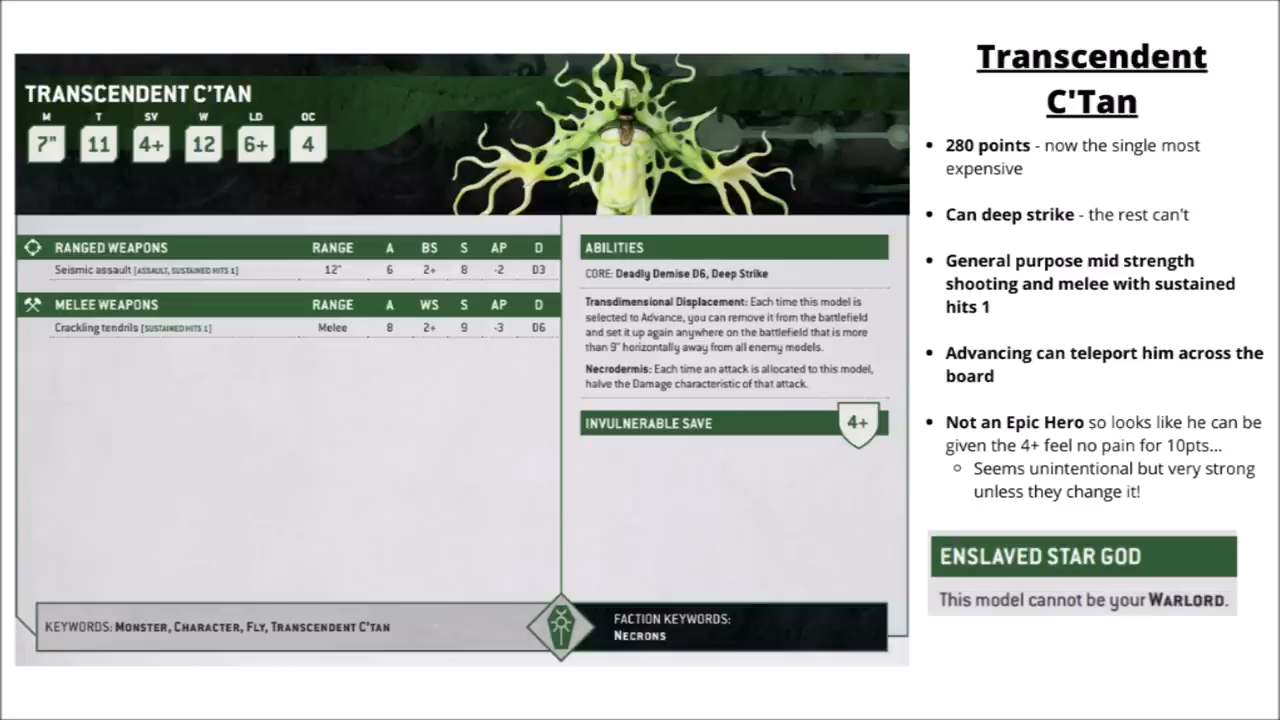 TRANSCENDENT C'TAN
M T SV W LD OC
7" 11 4+ 12 6+ 4
RANGED WEAPONS RANGE A BS S AP D
Seismic assault [ASSAULT, SUSTAINED HITS 1] 12" 6 2+ 8 -2 D3
MELEE WEAPONS RANGE A WS S AP D
Crackling tendrils [SUSTAINED HITS 1] Melee 8 2+ 9 -3 D6
ABILITIES
CORE: Deadly Demise D6, Deep Strike
Transdimensional Displacement: Each time this model is
selected to Advance, you can remove it from the battlefield
and set it up again anywhere on the battlefield that is more
than 9" horizontally away from all enemy models.
Necrodermis: Each time an attack is allocated to this model,
halve the Damage characteristic of that attack.
INVULNERABLE SAVE 4+
KEYWORDS: MONSTER, CHARACTER, FLY, TRANSCENDENT C'TAN
FACTION KEYWORDS:
NECRONS
Transcendent
C'Tan
• 280 points - now the single most
expensive
• Can deep strike - the rest can't
• General purpose mid strength
shooting and melee with sustained
hits 1
• Advancing can teleport him across the
board
• Not an Epic Hero so looks like he can be
given the 4+ feel no pain for 10pts...
○ Seems unintentional but very strong
unless they change it!
ENSLAVED STAR GOD
This model cannot be your WARLORD.